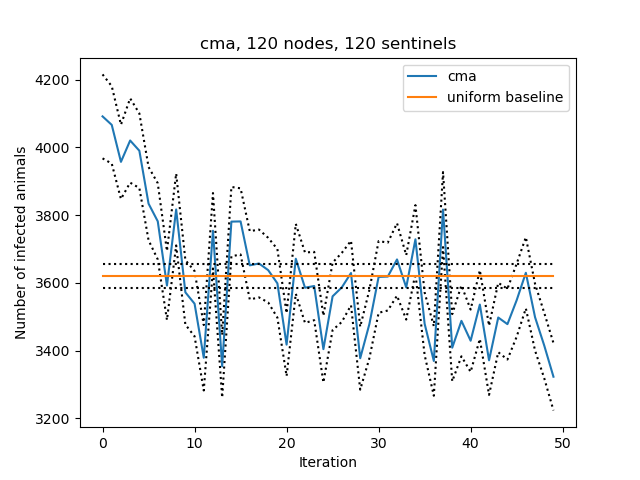 cma, 120 nodes, 120 sentinels
cma
uniform baseline
Number of infected animals
4200
4000
3800
3600
3400
3200
0 10 20 30 40 50
Iteration